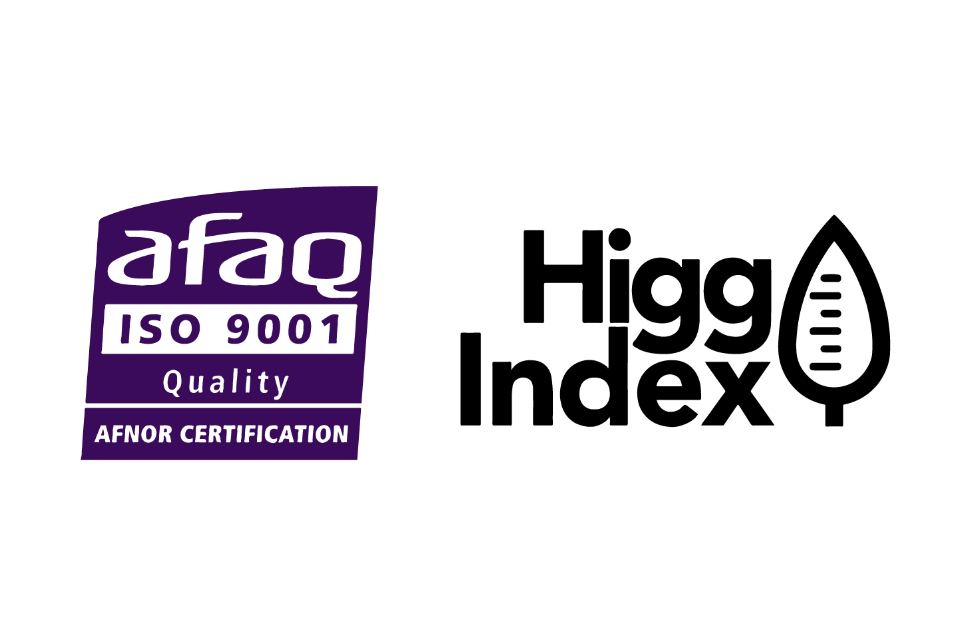 afaq
ISO 9001
Quality
AFNOR CERTIFICATION
Higg
Index